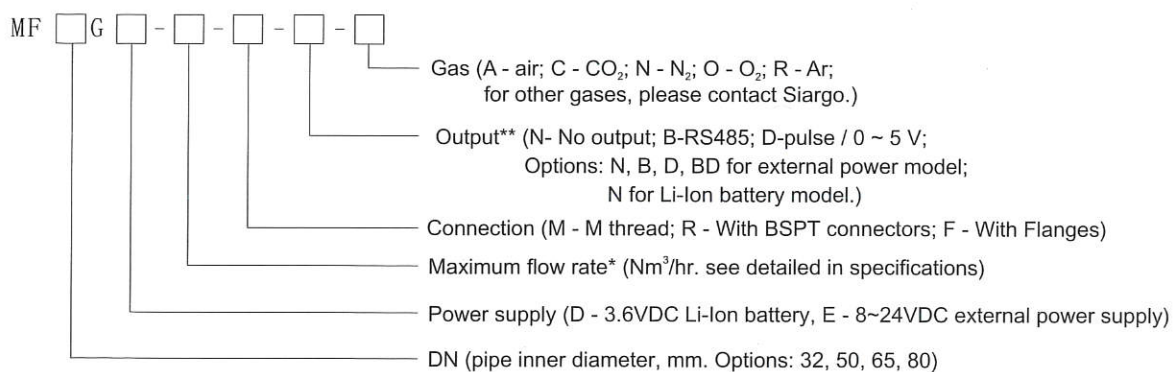 MF □ G □ - □ - □ - □ - □
Gas (A - air; C - CO₂; N - N₂; O - O₂; R - Ar;
for other gases, please contact Siargo.)
Output** (N- No output; B-RS485; D-pulse / 0 ~ 5 V;
Options: N, B, D, BD for external power model;
N for Li-Ion battery model.)
Connection (M - M thread; R - With BSPT connectors; F - With Flanges)
Maximum flow rate* (Nm³/hr. see detailed in specifications)
Power supply (D - 3.6VDC Li-Ion battery, E - 8~24VDC external power supply)
DN (pipe inner diameter, mm. Options: 32, 50, 65, 80)